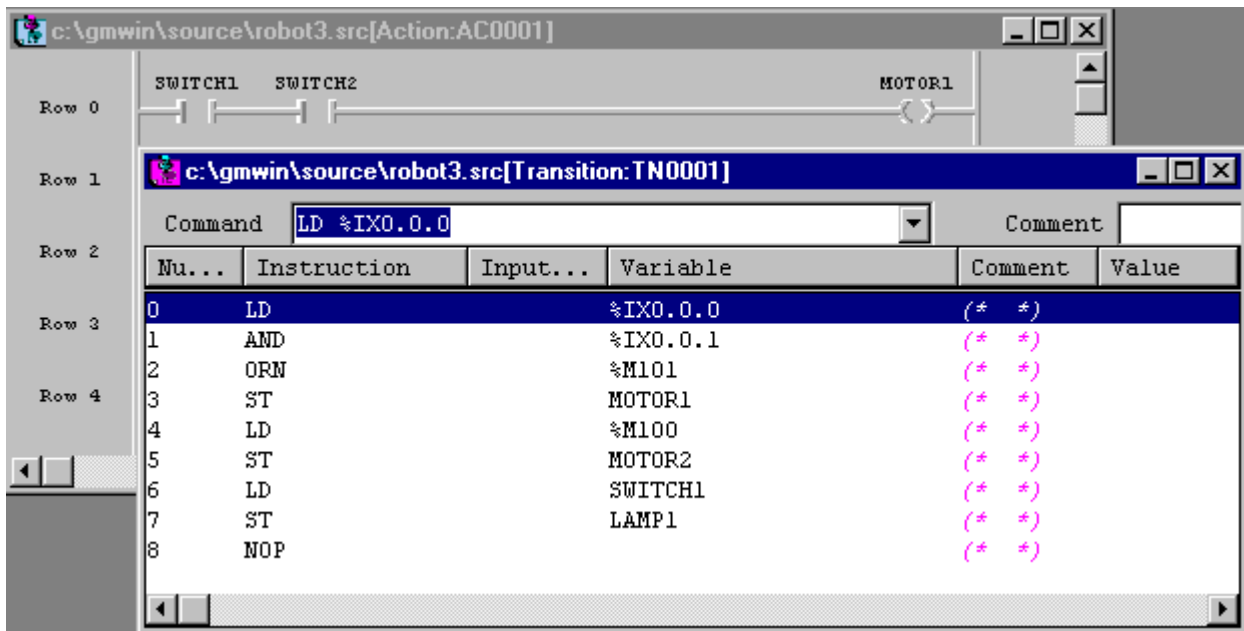 c:\gmwin\source\robot3.src[Action:AC0001]
SWITCH1 SWITCH2 MOTOR1
Row 0
Row 1
Row 2
Row 3
Row 4
c:\gmwin\source\robot3.src[Transition:TN0001]
Command LD %IX0.0.0 Comment
Nu... Instruction Input... Variable Comment Value
0 LD %IX0.0.0 (* *)
1 AND %IX0.0.1 (* *)
2 ORN %M101 (* *)
3 ST MOTOR1 (* *)
4 LD %M100 (* *)
5 ST MOTOR2 (* *)
6 LD SWITCH1 (* *)
7 ST LAMP1 (* *)
8 NOP (* *)